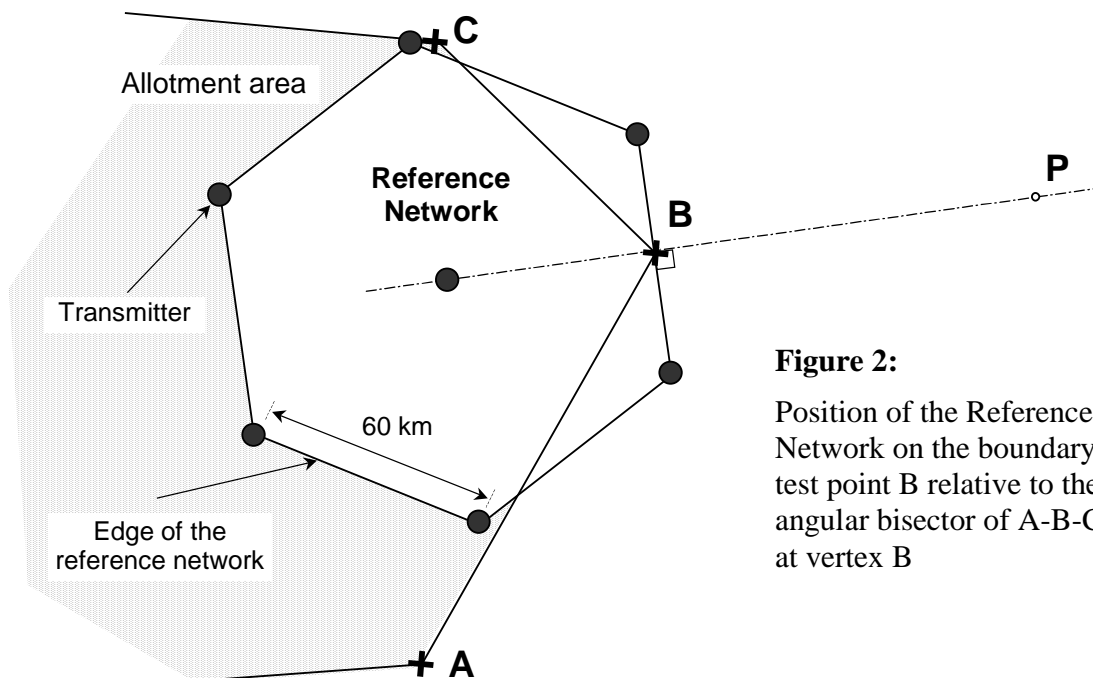 C
Allotment area
Reference
Network
P
B
Transmitter
Figure 2:
Position of the Reference
Network on the boundary
test point B relative to the
angular bisector of A-B-C
at vertex B
60 km
Edge of the
reference network
A